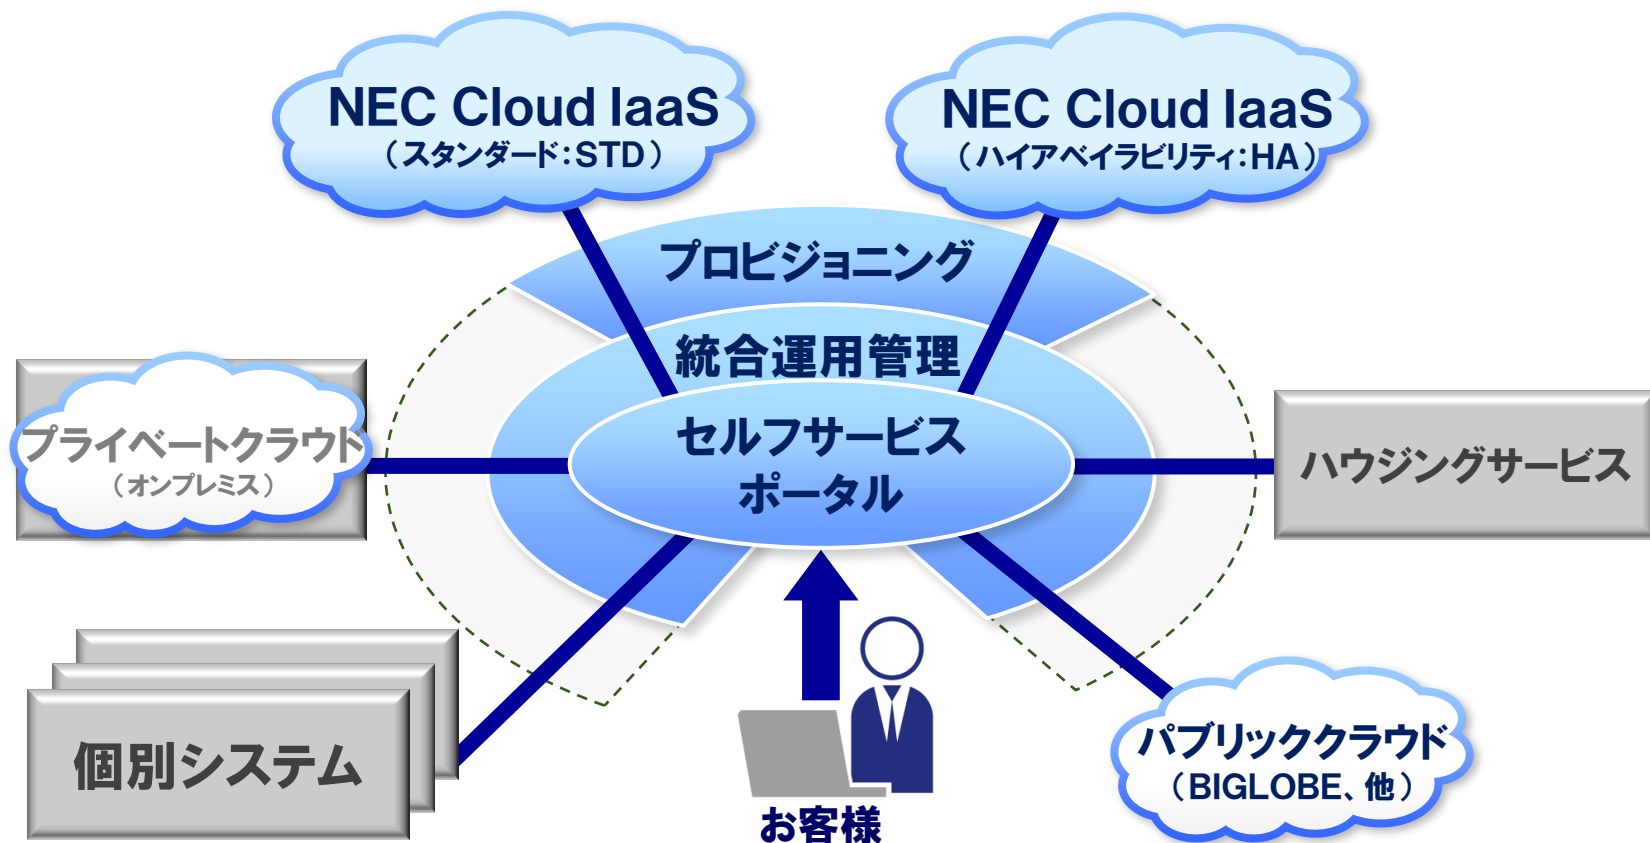 NEC Cloud IaaS
（スタンダード：STD）
NEC Cloud IaaS
（ハイアベイラビリティ：HA）
プロビジョニング
統合運用管理
セルフサービス
ポータル
プライベートクラウド
（オンプレミス）
ハウジングサービス
個別システム
パブリッククラウド
（BIGLOBE、他）
お客様